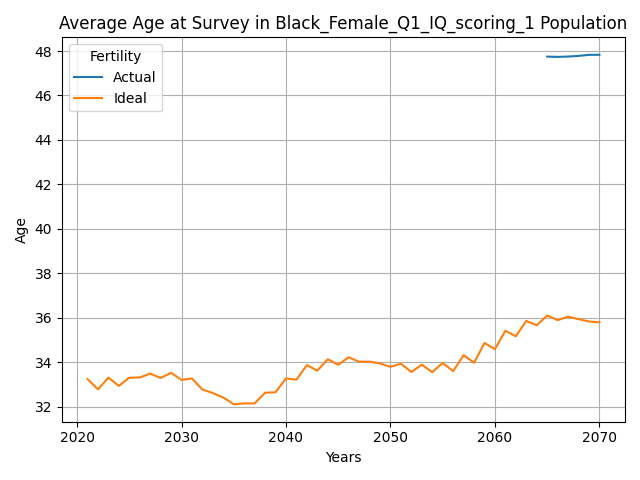 Average Age at Survey in Black_Female_Q1_IQ_scoring_1 Population
Fertility
Actual
Ideal
48
46
44
42
40
38
36
34
32
Age
2020
2030
2040
2050
2060
2070
Years